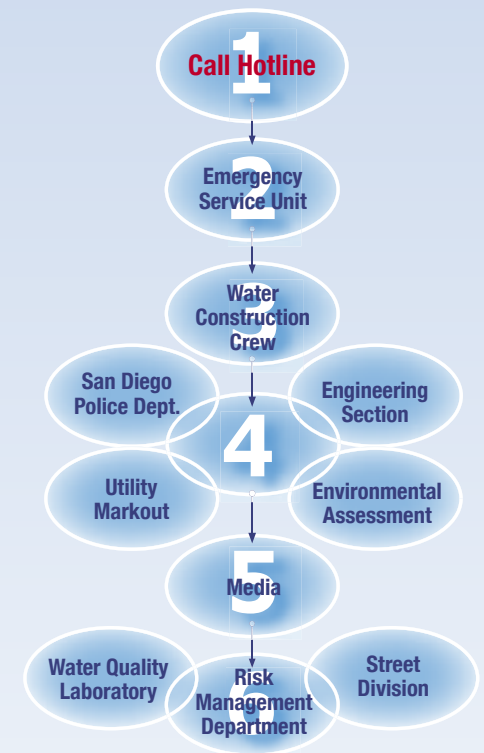 1
Call Hotline
2
Emergency
Service Unit
3
Water
Construction
Crew
San Diego
Police Dept.
Engineering
Section
4
Utility
Markout
Environmental
Assessment
5
Media
Water Quality
Laboratory
6
Risk
Management
Department
Street
Division